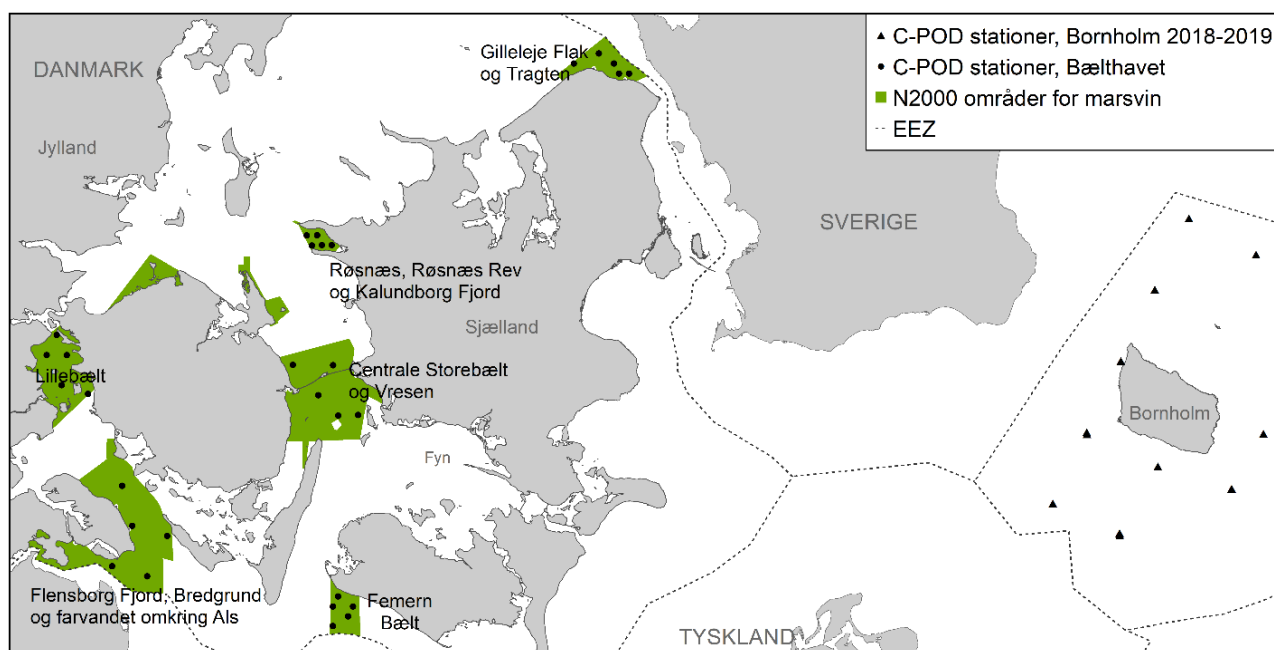 DANMARK
Jylland
Gilleleje Flak
og Tragten
C-POD stationer, Bornholm 2018-2019
C-POD stationer, Bælthavet
N2000 områder for marsvin
EEZ
SVERIGE
Røsnæs, Røsnæs Rev
og Kalundborg Fjord
Sjælland
Lillebælt
Centrale Storebælt
og Vresen
Bornholm
Fyn
Flensborg Fjord, Bredgrund
og farvandet omkring Als
Femern
Bælt
TYSKLAND